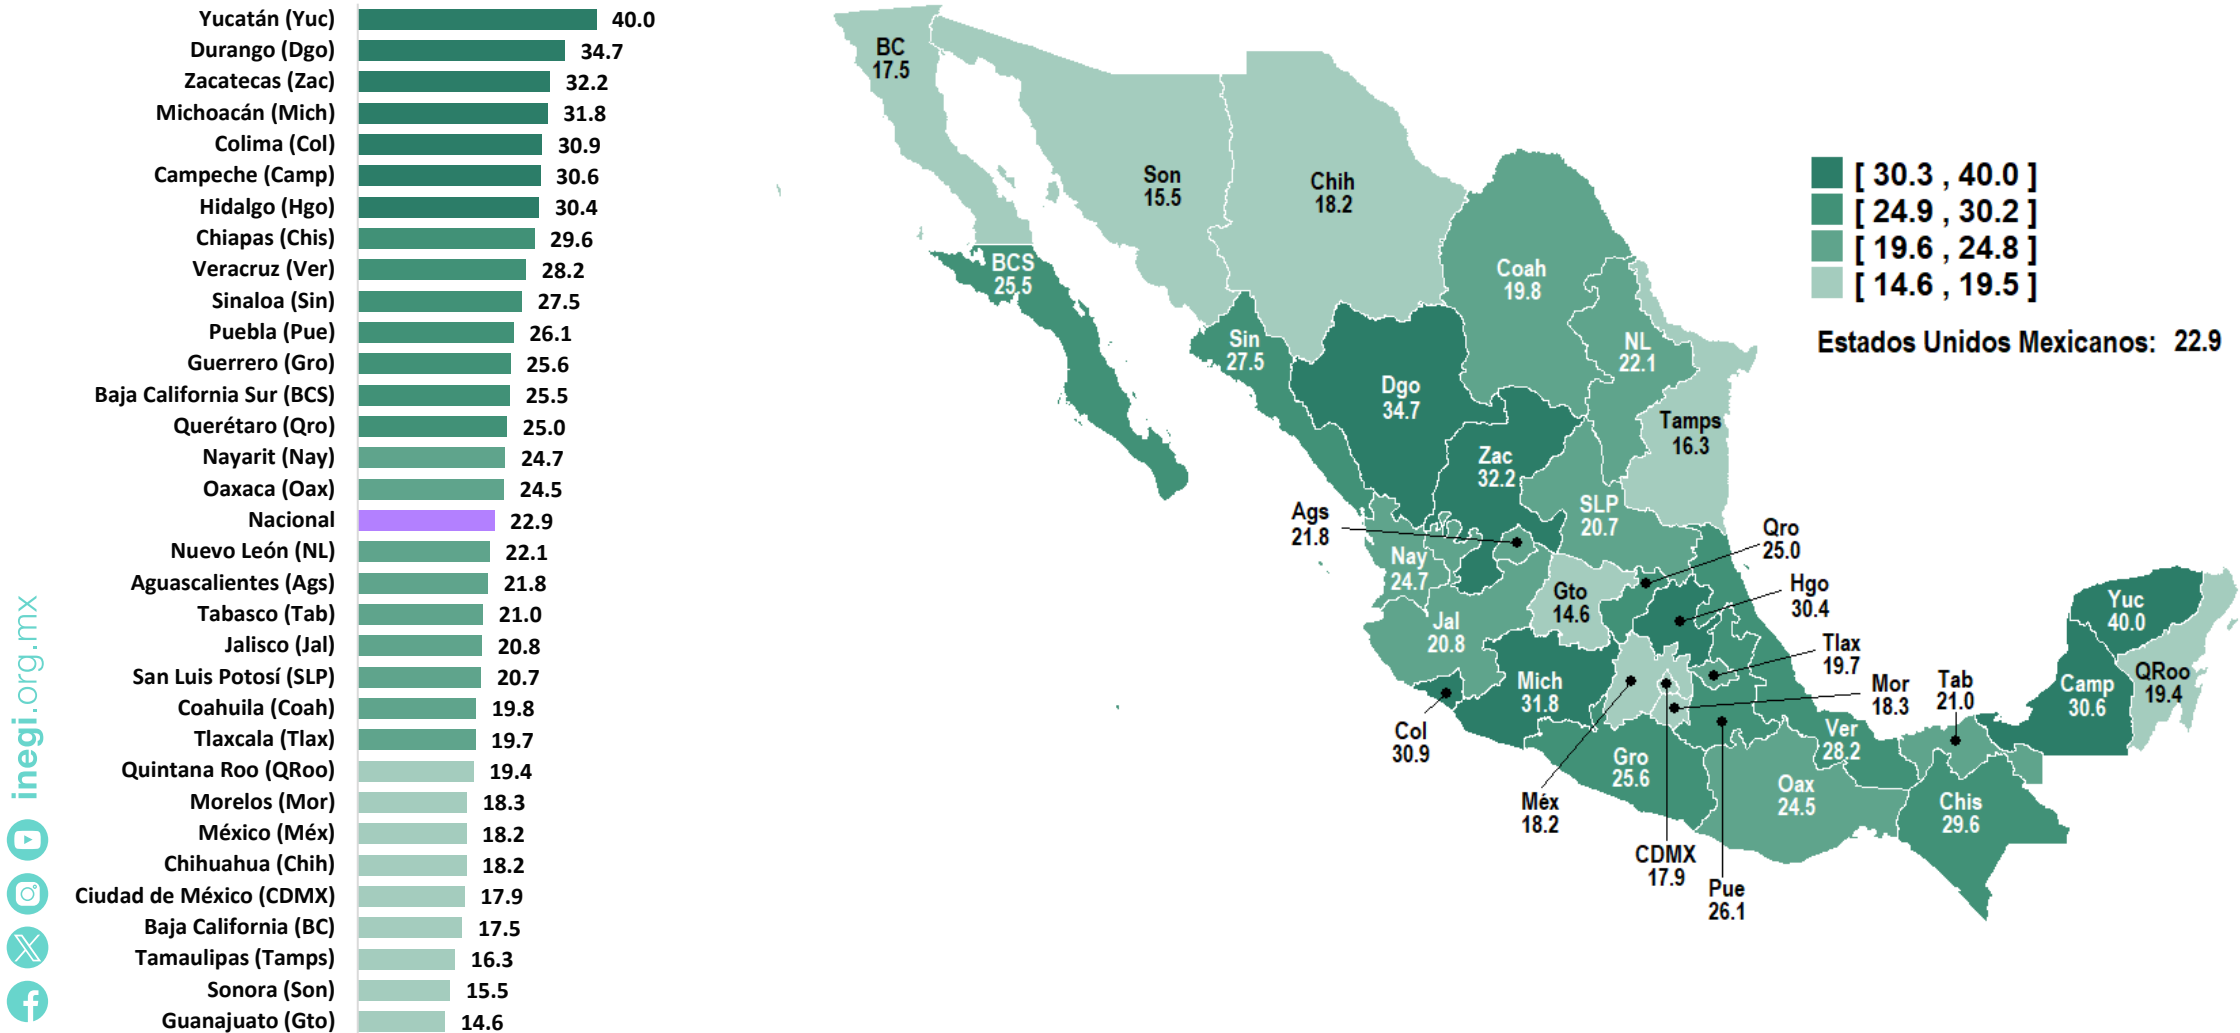 Yucatán (Yuc) 40.0
Durango (Dgo) 34.7
Zacatecas (Zac) 32.2
Michoacán (Mich) 31.8
Colima (Col) 30.9
Campeche (Camp) 30.6
Hidalgo (Hgo) 30.4
Chiapas (Chis) 29.6
Veracruz (Ver) 28.2
Sinaloa (Sin) 27.5
Puebla (Pue) 26.1
Guerrero (Gro) 25.6
Baja California Sur (BCS) 25.5
Querétaro (Qro) 25.0
Nayarit (Nay) 24.7
Oaxaca (Oax) 24.5
Nacional 22.9
Nuevo León (NL) 22.1
Aguascalientes (Ags) 21.8
Tabasco (Tab) 21.0
Jalisco (Jal) 20.8
San Luis Potosí (SLP) 20.7
Coahuila (Coah) 19.8
Tlaxcala (Tlax) 19.7
Quintana Roo (QRoo) 19.4
Morelos (Mor) 18.3
México (Méx) 18.2
Chihuahua (Chih) 18.2
Ciudad de México (CDMX) 17.9
Baja California (BC) 17.5
Tamaulipas (Tamps) 16.3
Sonora (Son) 15.5
Guanajuato (Gto) 14.6
inegi.org.mx
BC
17.5
Son
15.5
Chih
18.2
BCS
25.5
Coah
19.8
Sin
27.5
NL
22.1
Dgo
34.7
Tamps
16.3
Zac
32.2
SLP
20.7
Ags
21.8
Qro
25.0
Nay
24.7
Gto
14.6
Hgo
30.4
Jal
20.8
Tlax
19.7
Yuc
40.0
QRoo
19.4
Mich
31.8
Mor
18.3
Tab
21.0
Camp
30.6
Col
30.9
Ver
28.2
Gro
25.6
Oax
24.5
Chis
29.6
Méx
18.2
CDMX
17.9
Pue
26.1
[ 30.3 , 40.0 ]
[ 24.9 , 30.2 ]
[ 19.6 , 24.8 ]
[ 14.6 , 19.5 ]
Estados Unidos Mexicanos: 22.9